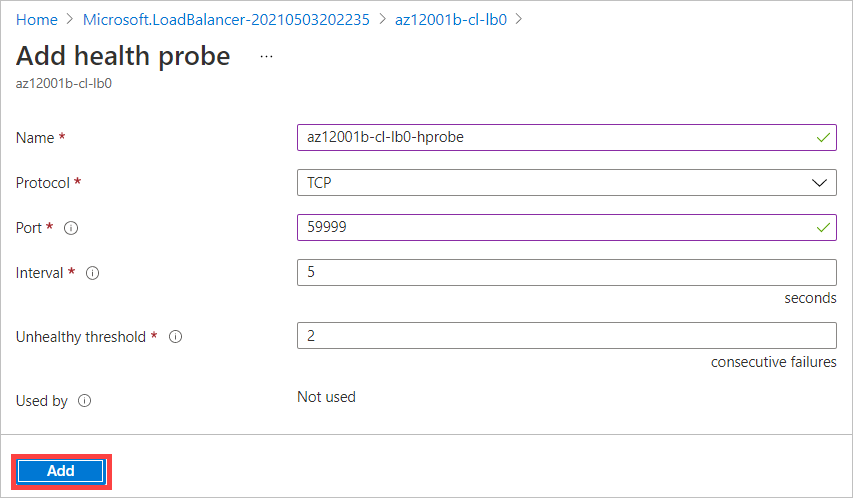 Home > Microsoft.LoadBalancer-20210503202235 > az12001b-cl-lb0 >
Add health probe ...
az12001b-cl-lb0
Name * az12001b-cl-lb0-hprobe
Protocol * TCP
Port * 59999
Interval * 5
seconds
Unhealthy threshold * 2
consecutive failures
Used by Not used
Add